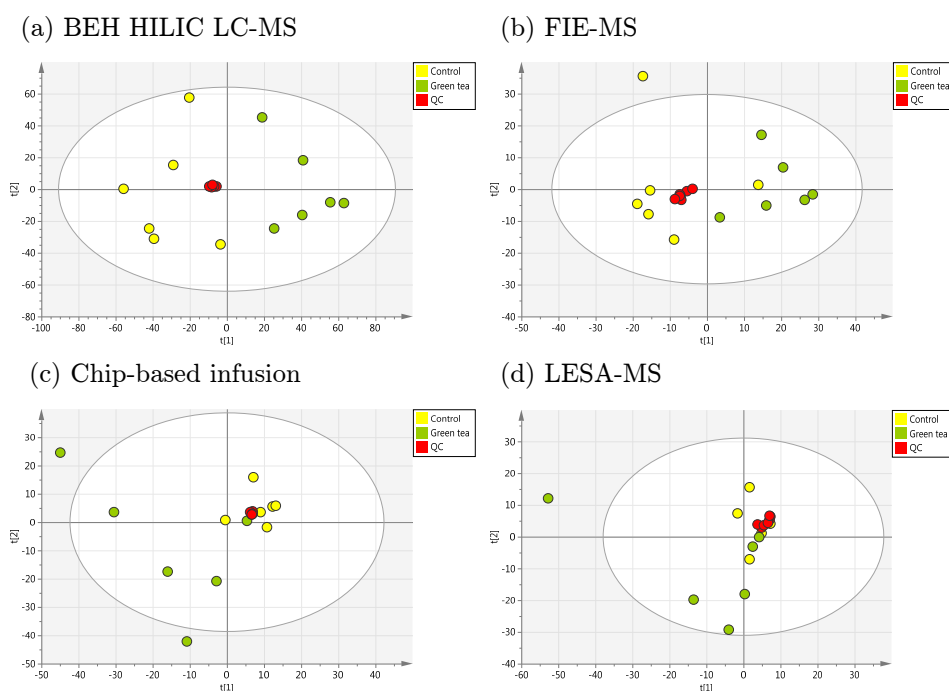 (a) BEH HILIC LC-MS
Control
Green tea
QC
t[2]
60
40
20
0
-20
-40
-60
-80
-100 -80 -60 -40 -20 0 20 40 60 80
t[1]
(b) FIE-MS
Control
Green tea
QC
t[2]
30
20
10
0
-10
-20
-30
-40
-50 -40 -30 -20 -10 0 10 20 30 40
t[1]
(c) Chip-based infusion
Control
Green tea
QC
t[2]
30
20
10
0
-10
-20
-30
-40
-50
-50 -40 -30 -20 -10 0 10 20 30 40
t[1]
(d) LESA-MS
Control
Green tea
QC
t[2]
30
20
10
0
-10
-20
-30
-40
-60 -50 -40 -30 -20 -10 0 10 20 30
t[1]